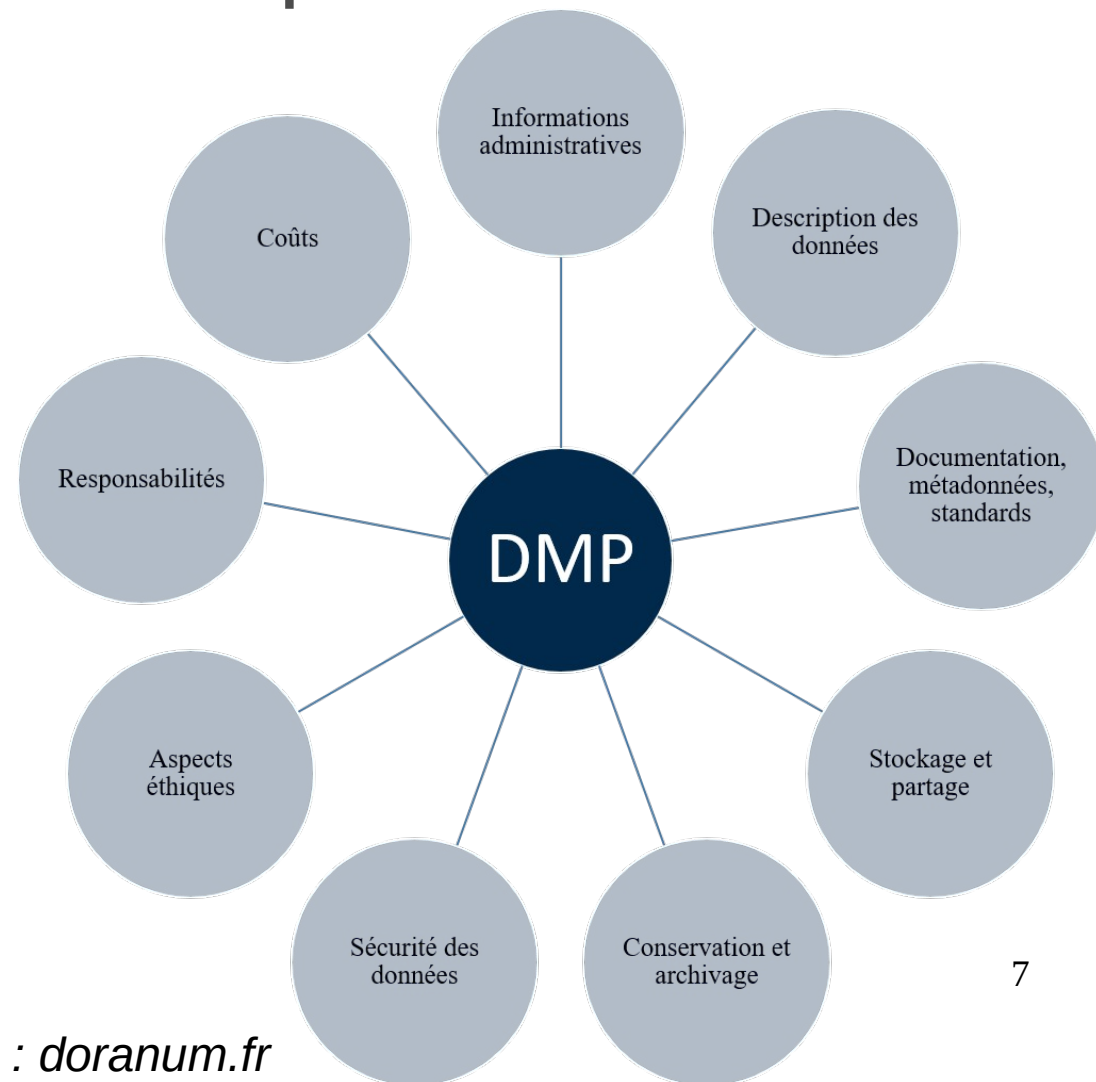 Informations
administratives
Description des
données
Documentation,
métadonnées,
standards
Stockage et
partage
Conservation et
archivage
Sécurité des
données
Aspects
éthiques
Responsabilités
Coûts
DMP
7
: doranum.fr